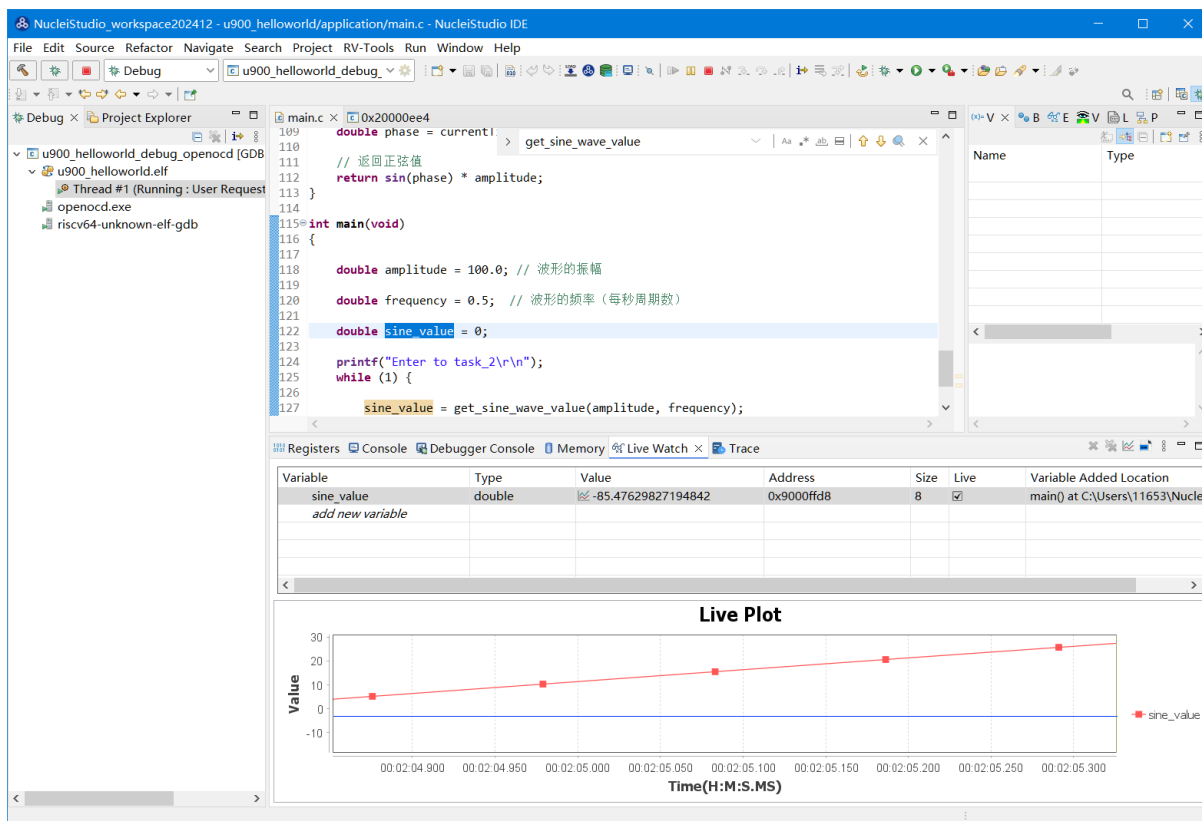 NucleiStudio_workspace202412 - u900_helloworld/application/main.c - NucleiStudio IDE
File Edit Source Refactor Navigate Search Project RV-Tools Run Window Help
Debug
u900_helloworld_debug_
Debug
Project Explorer
u900_helloworld_debug_openocd [GDB
u900_helloworld.elf
Thread #1 (Running : User Request
openocd.exe
riscv64-unknown-elf-gdb
main.c
0x20000ee4
get_sine_wave_value
Aa
109 double phase = currentTi
110
111 // 返回正弦值
112 return sin(phase) * amplitude;
113 }
114
115 int main(void)
116 {
117
118 double amplitude = 100.0; // 波形的振幅
119
120 double frequency = 0.5; // 波形的频率（每秒周期数）
121
122 double sine_value = 0;
123
124 printf("Enter to task_2\r\n");
125 while (1) {
126
127 sine_value = get_sine_wave_value(amplitude, frequency);
V B E V L P
Name Type
Registers Console Debugger Console Memory Live Watch Trace
Variable Type Value Address Size Live Variable Added Location
sine_value double -85.47629827194842 0x9000ffd8 8 main() at C:\Users\11653\Nucle
add new variable
Live Plot
30
20
10
0
-10
Value
00:02:04.900 00:02:04.950 00:02:05.000 00:02:05.050 00:02:05.100 00:02:05.150 00:02:05.200 00:02:05.250 00:02:05.300
Time(H:M:S.MS)
sine_value